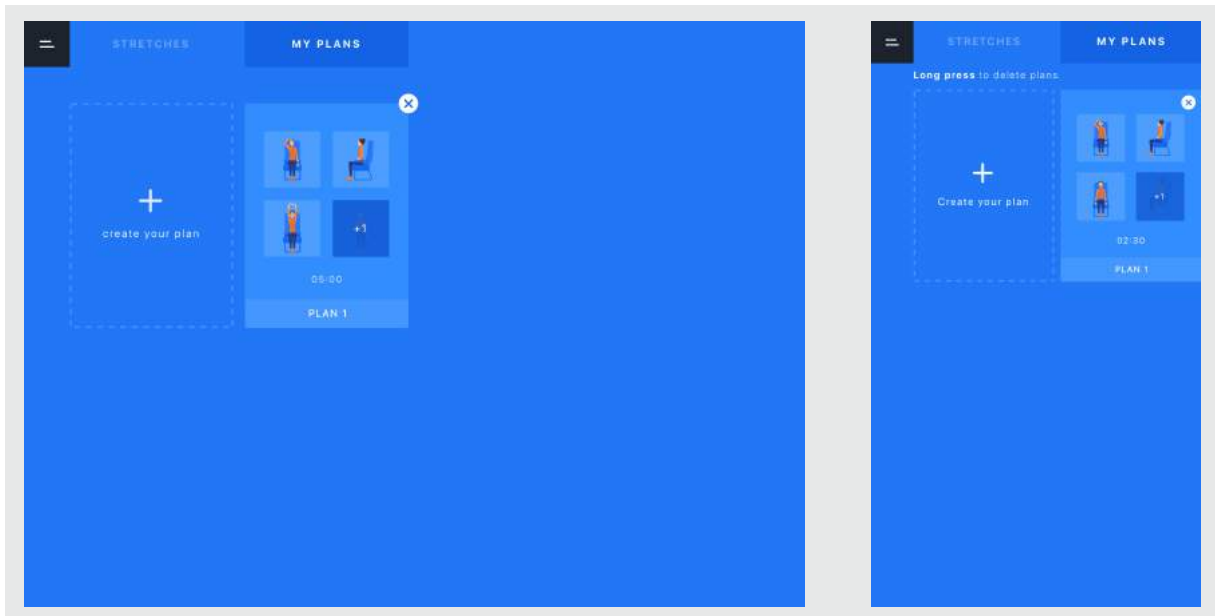 STRETCHES
MY PLANS
create your plan
+1
05:00
PLAN 1
STRETCHES
MY PLANS
Long press to delete plans
Create your plan
+1
02:30
PLAN 1